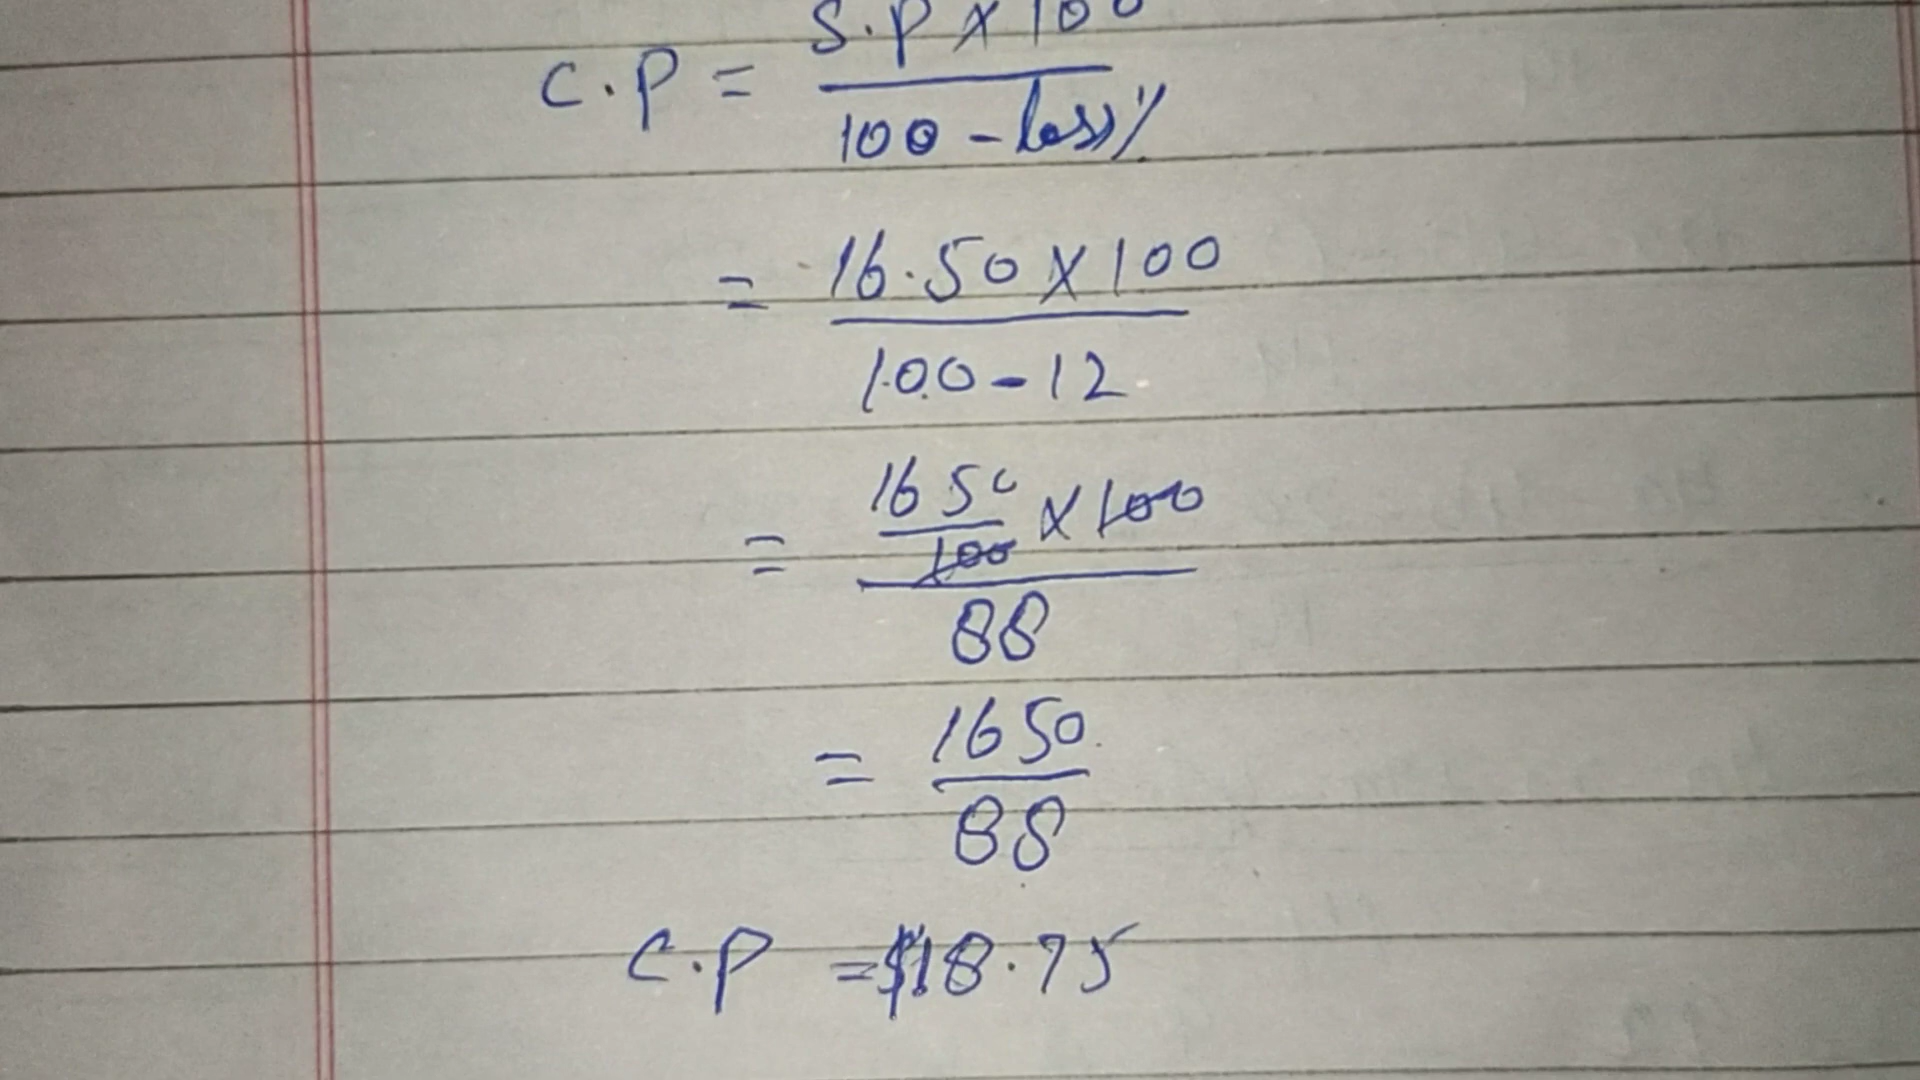 C.P = S.P x 100
100 - loss%
= 16.50 x 100
100 - 12
= 1650
100 x 100
88
= 1650
88
C.P = $18.75